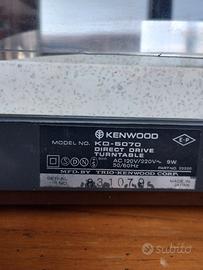 KENWOOD
MODEL NO. KD-5070
DIRECT DRIVE
TURNTABLE
AC 120V/220V~ 9W
50/60Hz
MFD. BY TRIO-KENWOOD CORP.
MADE IN
JAPAN
SERIAL
NO.
subito